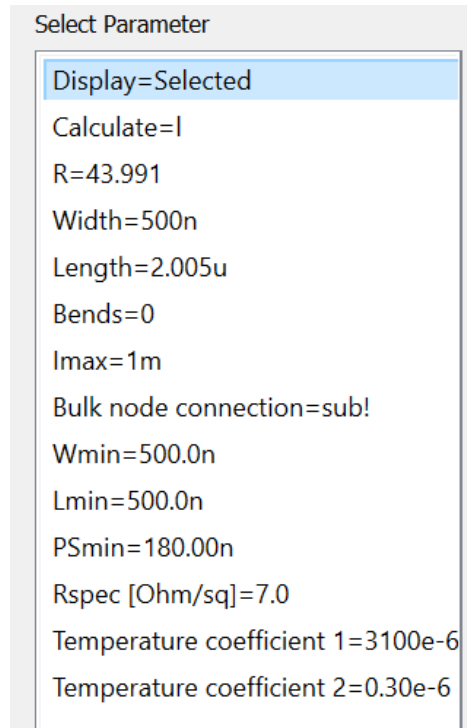 Select Parameter
Display=Selected
Calculate=l
R=43.991
Width=500n
Length=2.005u
Bends=0
Imax=1m
Bulk node connection=sub!
Wmin=500.0n
Lmin=500.0n
PSmin=180.00n
Rspec [Ohm/sq]=7.0
Temperature coefficient 1=3100e-6
Temperature coefficient 2=0.30e-6